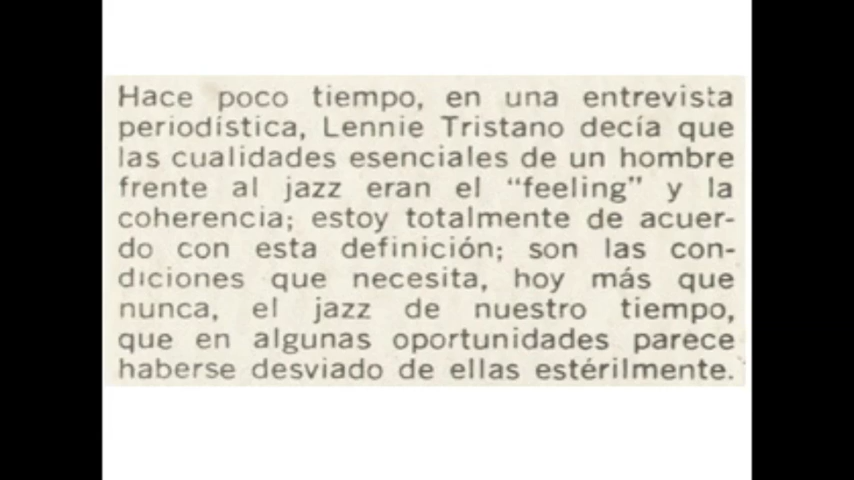 Hace poco tiempo, en una entrevista
periodística, Lennie Tristano decía que
las cualidades esenciales de un hombre
frente al jazz eran el “feeling” y la
coherencia; estoy totalmente de acuer-
do con esta definición; son las con-
diciones que necesita, hoy más que
nunca, el jazz de nuestro tiempo,
que en algunas oportunidades parece
haberse desviado de ellas estérilmente.